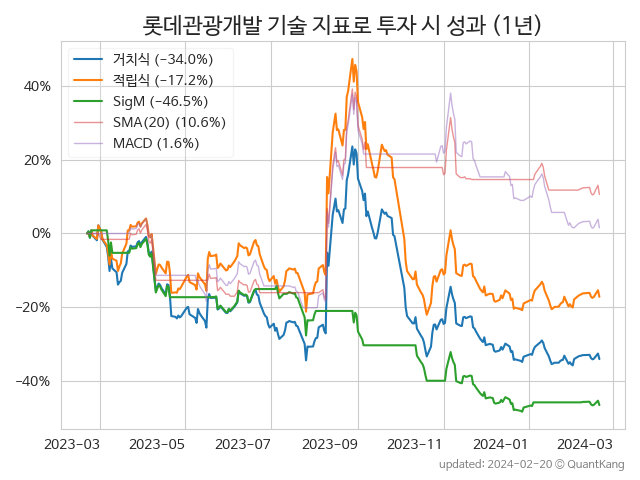 롯데관광개발 기술 지표로 투자 시 성과 (1년)
거치식 (−34.0%)
적립식 (−17.2%)
SigM (−46.5%)
SMA(20) (10.6%)
MACD (1.6%)
40%
20%
0%
−20%
−40%
2023-03 2023-05 2023-07 2023-09 2023-11 2024-01 2024-03
updated: 2024-02-20 © QuantKang